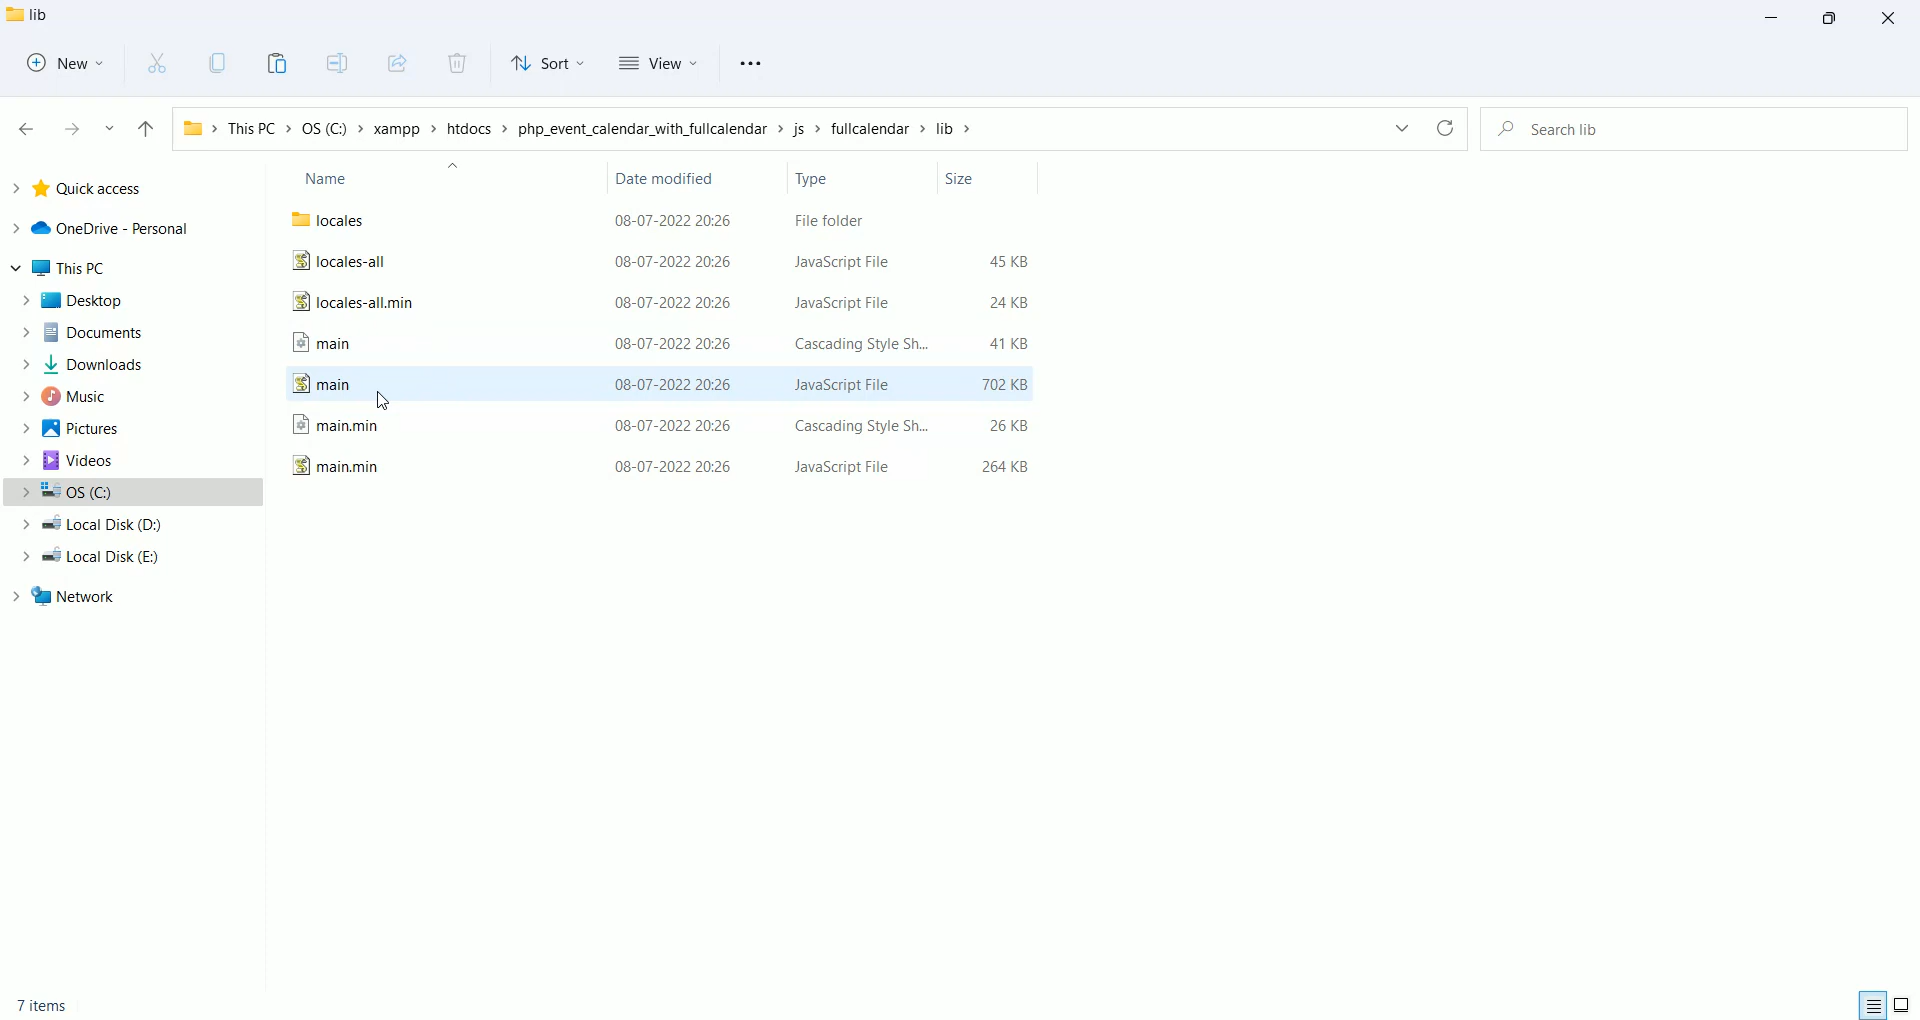 lib
New Sort View
This PC OS (C:) xampp htdocs php_event_calendar_with_fullcalendar js fullcalendar lib
Search lib
Quick access
OneDrive - Personal
This PC
Desktop
Documents
Downloads
Music
Pictures
Videos
OS (C:)
Local Disk (D:)
Local Disk (E:)
Network
Name Date modified Type Size
locales 08-07-2022 20:26 File folder
locales-all 08-07-2022 20:26 JavaScript File 45 KB
locales-all.min 08-07-2022 20:26 JavaScript File 24 KB
main 08-07-2022 20:26 Cascading Style Sh... 41 KB
main 08-07-2022 20:26 JavaScript File 702 KB
main.min 08-07-2022 20:26 Cascading Style Sh... 26 KB
main.min 08-07-2022 20:26 JavaScript File 264 KB
7 items